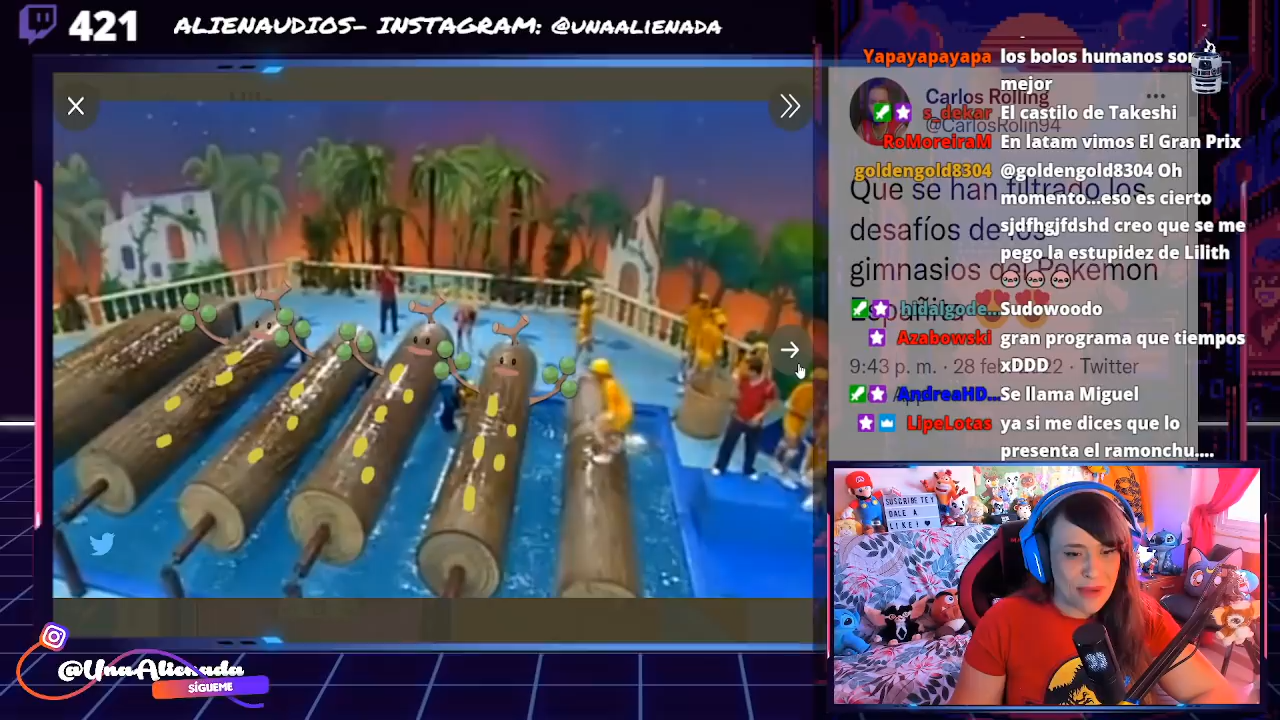 421
ALIENAUDIOS- INSTAGRAM: @UNAALIENADA
Carlos Rolling
@CarlosRolin94
Que se han filtrado los
desafíos de los
gimnasios de Pokemon
9:43 p. m. · 28 feb. 22 · Twitter
Yapayapayapa los bolos humanos son
mejor
s_dekar El castilo de Takeshi
RoMoreiraM En latam vimos El Gran Prix
goldengold8304 @goldengold8304 Oh
momento...eso es cierto
sjdfhgjfdshd creo que se me
pego la estupidez de Lilith
hidalgode... Sudowoodo
Azabowski gran programa que tiempos
xDDD
AndreaHD... Se llama Miguel
LipeLotas ya si me dices que lo
presenta el ramonchu....
SUSCRIBETE Y
DALE A
LIKE!
@UnaAlienada
SÍGUEME